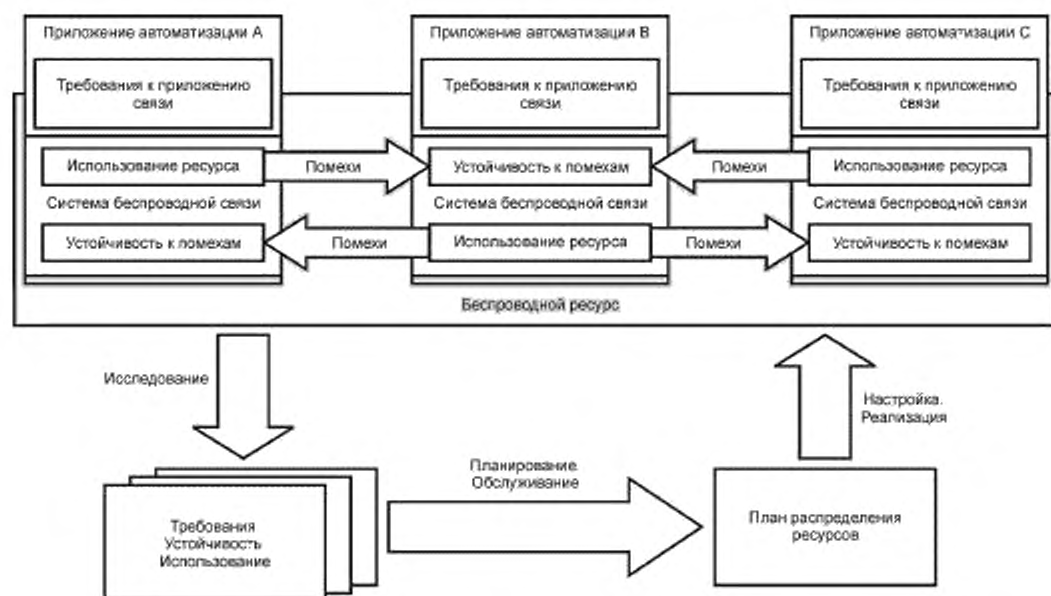 Приложение автоматизации А
Приложение автоматизации В
Приложение автоматизации С
Требования к приложению
связи
Требования к приложению
связи
Требования к приложению
связи
Использование ресурса
Помехи
Устойчивость к помехам
Помехи
Использование ресурса
Система беспроводной связи
Система беспроводной связи
Система беспроводной связи
Устойчивость к помехам
Помехи
Использование ресурса
Помехи
Устойчивость к помехам
Беспроводной ресурс
Исследование
Настройка.
Реализация
Планирование
Обслуживание
Требования
Устойчивость
Использование
План распределения
ресурсов